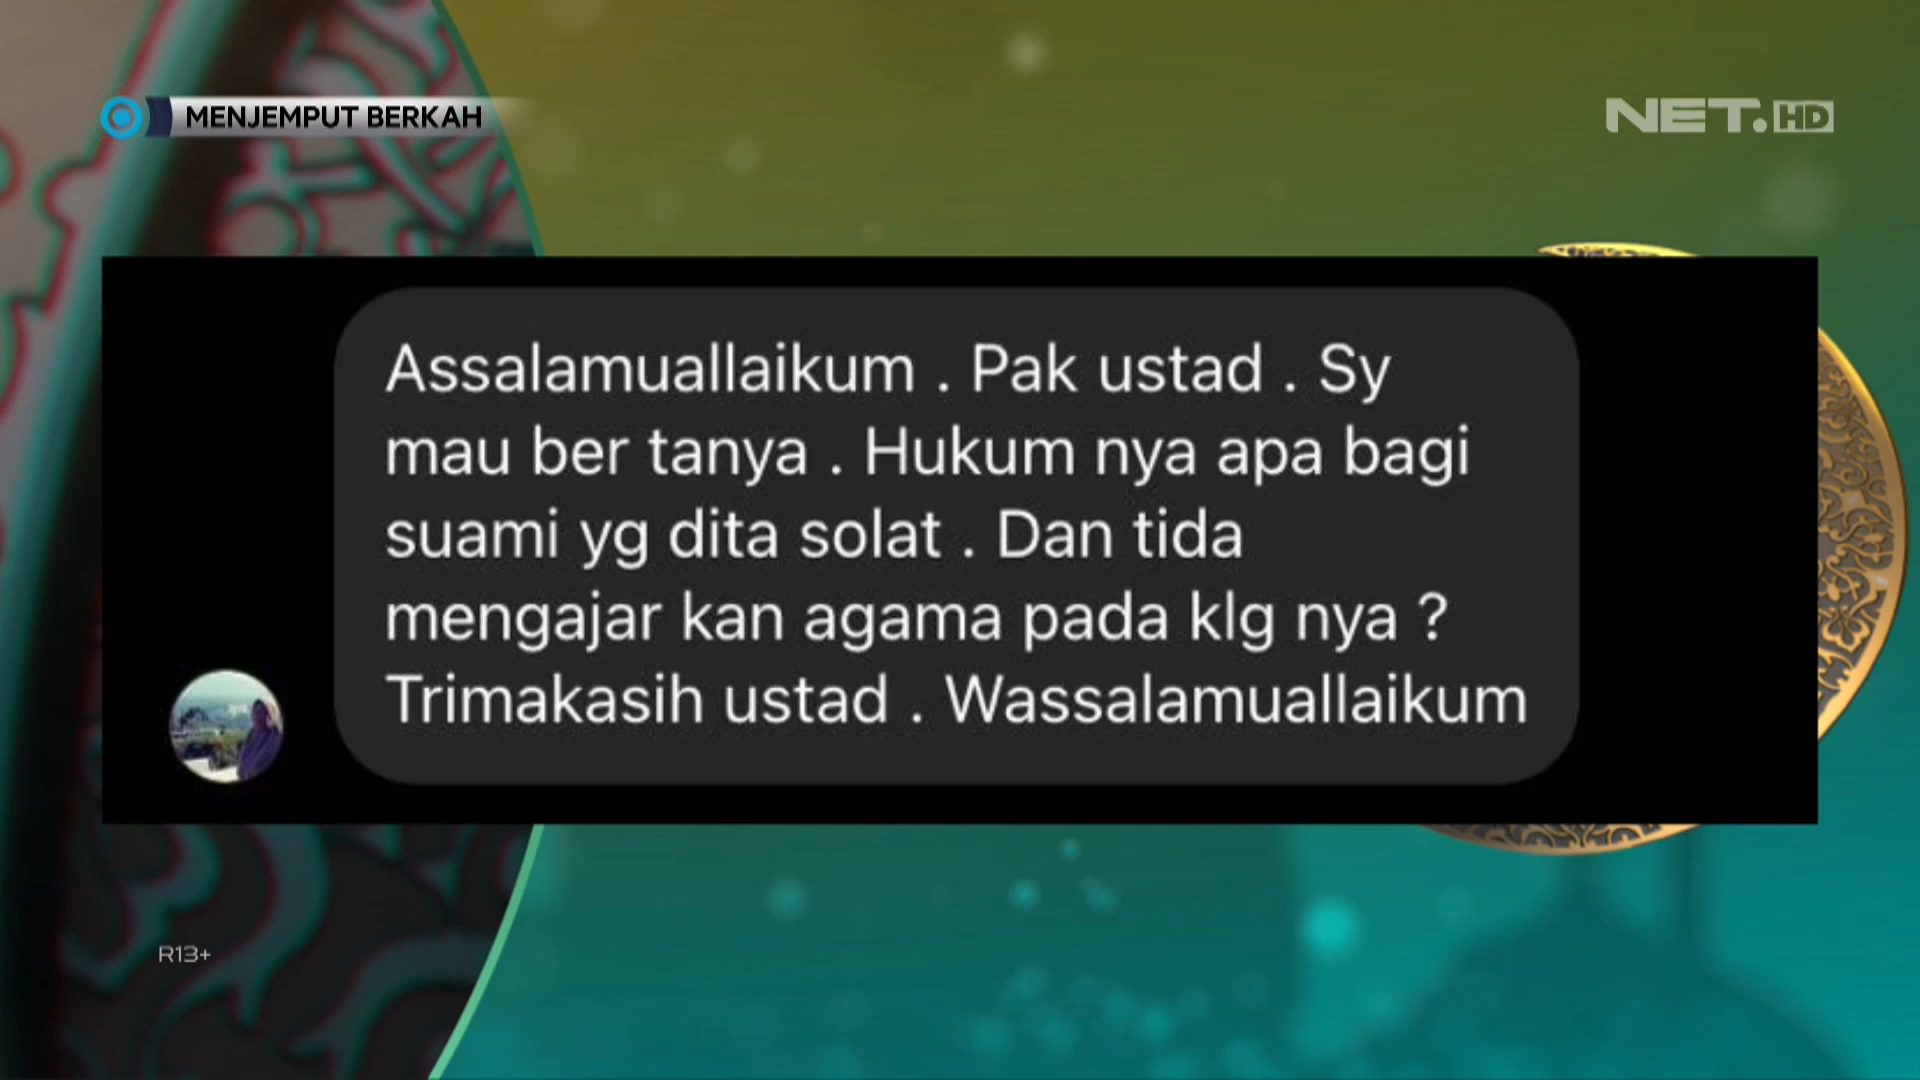 MENJEMPUT BERKAH
NET.HD
Assalamuallaikum . Pak ustad . Sy
mau ber tanya . Hukum nya apa bagi
suami yg dita solat . Dan tida
mengajar kan agama pada klg nya ?
Trimakasih ustad . Wassalamuallaikum
R13+